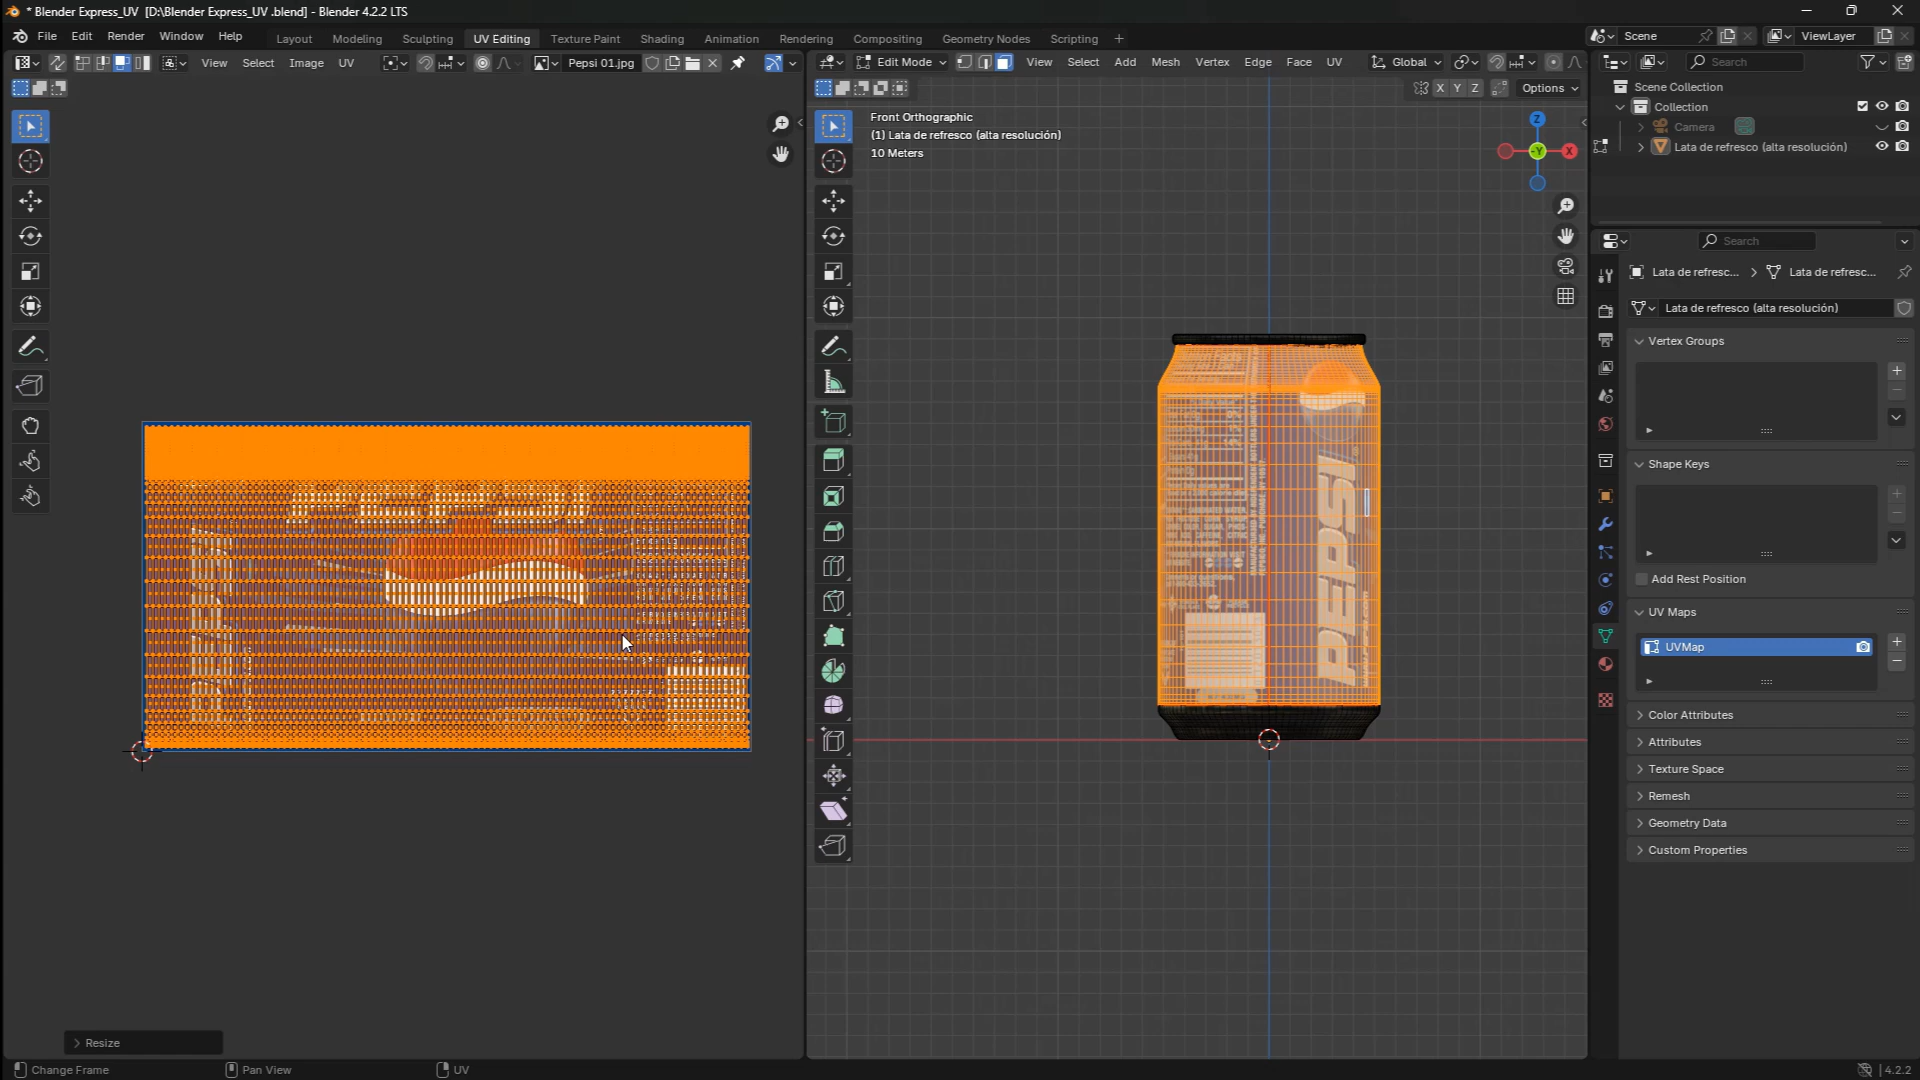 * Blender Express_UV [D:\Blender Express_UV .blend] - Blender 4.2.2 LTS
File Edit Render Window Help
Layout Modeling Sculpting UV Editing Texture Paint Shading Animation Rendering Compositing Geometry Nodes Scripting +
Scene
ViewLayer
View Select Image UV
Pepsi 01.jpg
Edit Mode
View Select Add Mesh Vertex Edge Face UV
Global
X Y Z
Options
Search
Scene Collection
Collection
Camera
Lata de refresco (alta resolución)
Front Orthographic
(1) Lata de refresco (alta resolución)
10 Meters
Z
-Y
X
Search
Lata de refresc... > Lata de refresc...
Lata de refresco (alta resolución)
Vertex Groups
Shape Keys
Add Rest Position
UV Maps
UVMap
Color Attributes
Attributes
Texture Space
Remesh
Geometry Data
Custom Properties
PEPSI
Resize
Change Frame
Pan View
UV
4.2.2